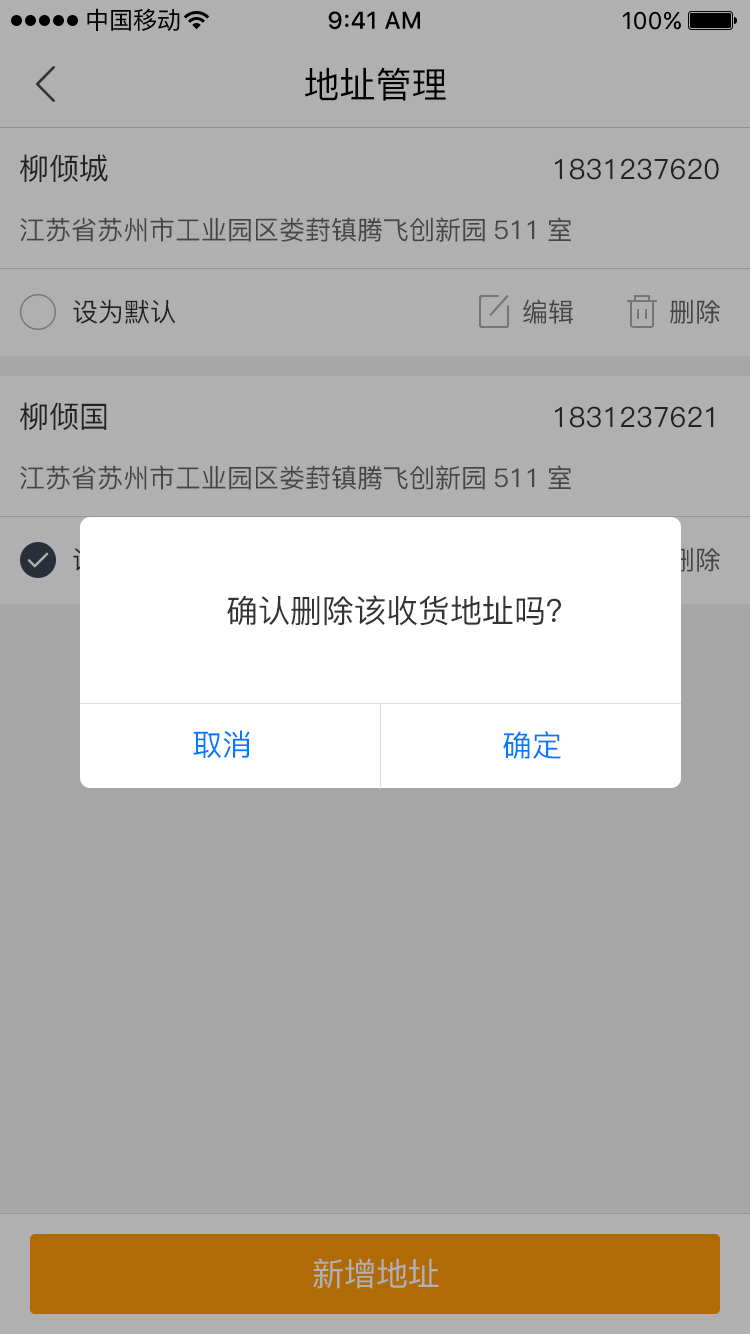 中国移动 9:41 AM 100%
地址管理
柳倾城 1831237620
江苏省苏州市工业园区娄葑镇腾飞创新园 511 室
设为默认 编辑 删除
柳倾国 1831237621
江苏省苏州市工业园区娄葑镇腾飞创新园 511 室
删除
确认删除该收货地址吗?
取消 确定
新增地址